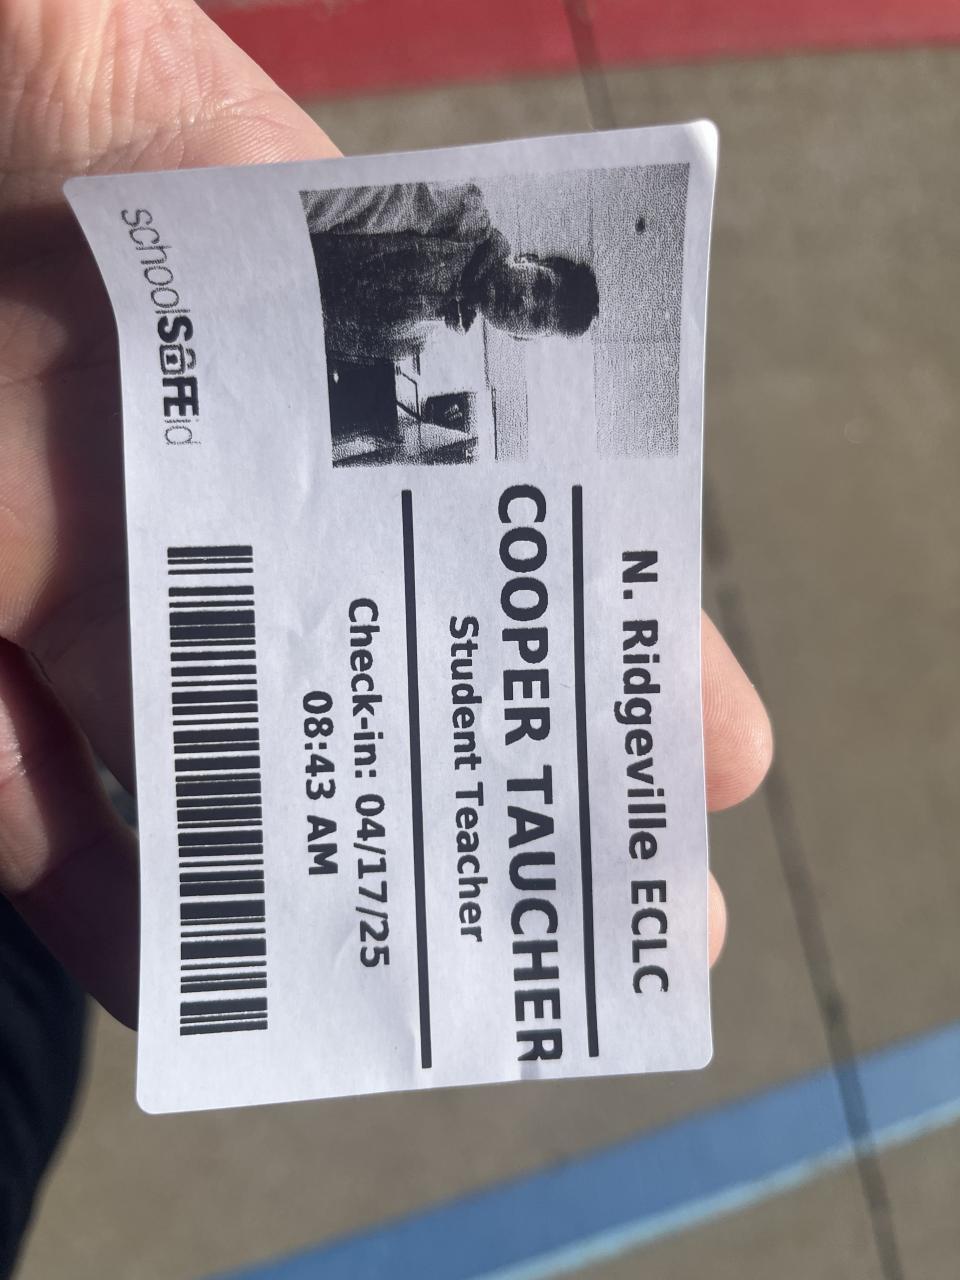 N. Ridgeville ECLC
COOPER TAUCHER
Student Teacher
Check-in: 04/17/25
08:43 AM
schoolSAFEid